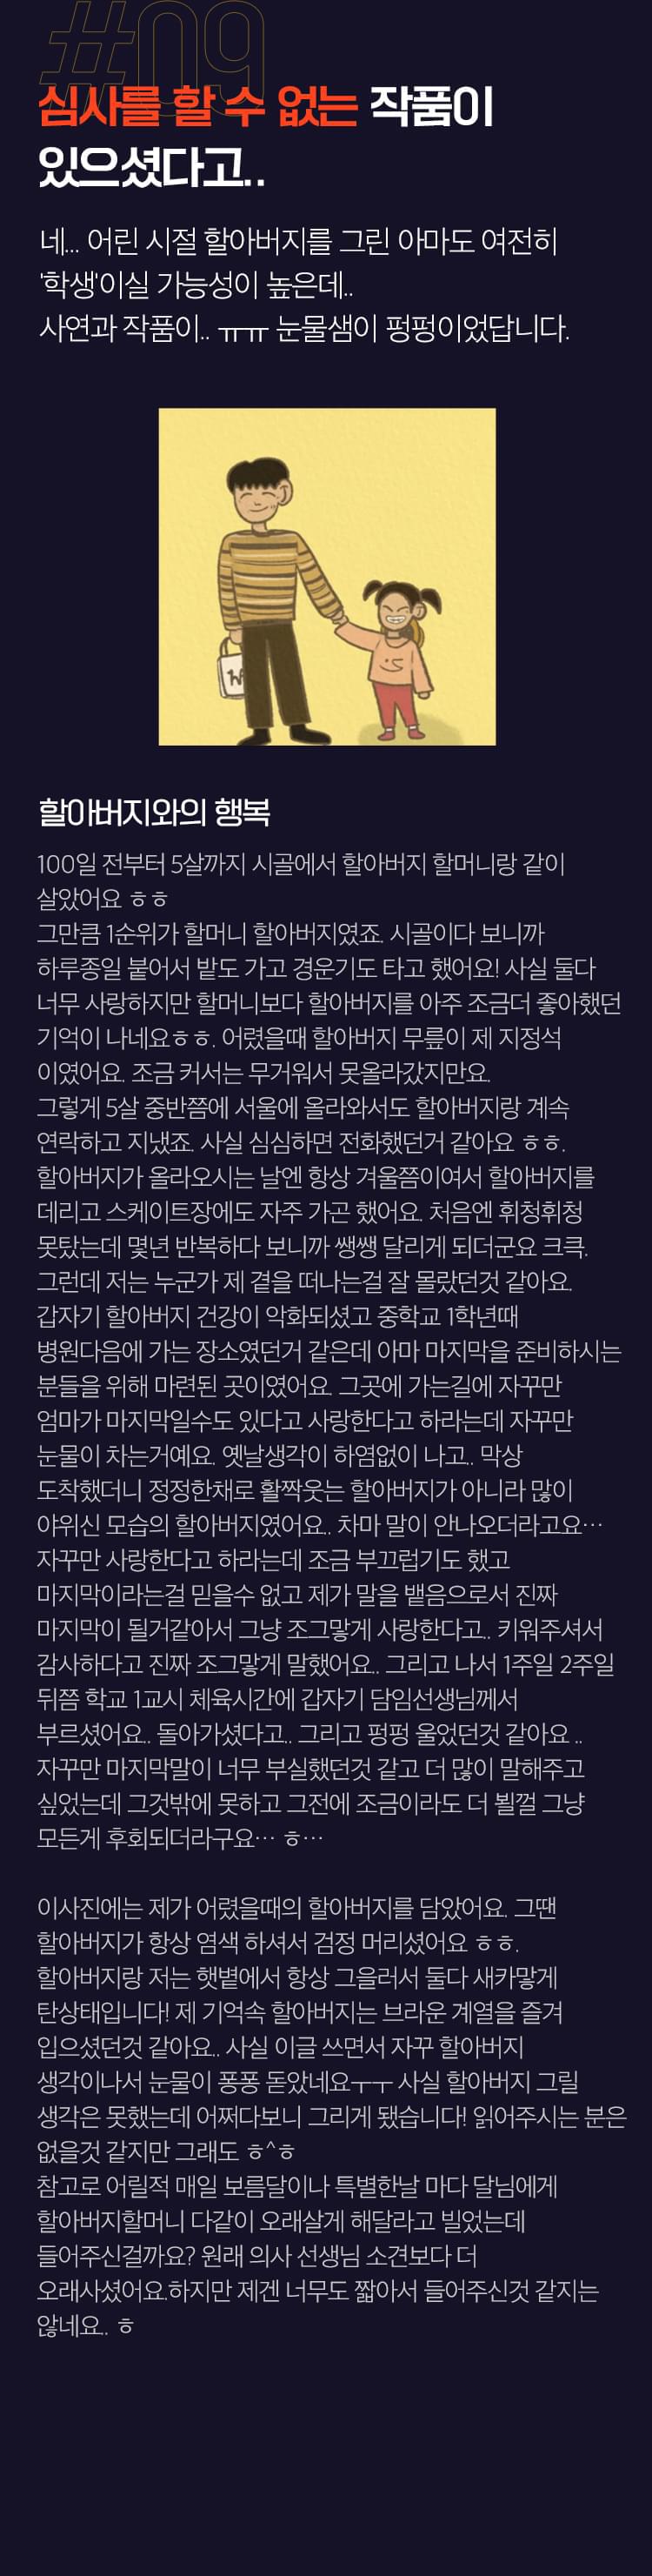 #09
심사를 할 수 없는 작품이
있으셨다고..
네... 어린 시절 할아버지를 그린 아마도 여전히
'학생'이실 가능성이 높은데..
사연과 작품이.. ㅠㅠ 눈물샘이 펑펑이었답니다.
할아버지와의 행복
100일 전부터 5살까지 시골에서 할아버지 할머니랑 같이
살았어요 ㅎㅎ
그만큼 1순위가 할머니 할아버지였죠. 시골이다 보니까
하루종일 붙어서 밭도 가고 경운기도 타고 했어요! 사실 둘다
너무 사랑하지만 할머니보다 할아버지를 아주 조금더 좋아했던
기억이 나네요ㅎㅎ. 어렸을때 할아버지 무릎이 제 지정석
이였어요. 조금 커서는 무거워서 못올라갔지만요.
그렇게 5살 중반쯤에 서울에 올라와서도 할아버지랑 계속
연락하고 지냈죠. 사실 심심하면 전화했던거 같아요 ㅎㅎ.
할아버지가 올라오시는 날엔 항상 겨울쯤이여서 할아버지를
데리고 스케이트장에도 자주 가곤 했어요. 처음엔 휘청휘청
못탔는데 몇년 반복하다 보니까 쌩쌩 달리게 되더군요 크큭.
그런데 저는 누군가 제 곁을 떠나는걸 잘 몰랐던것 같아요.
갑자기 할아버지 건강이 악화되셨고 중학교 1학년때
병원다음에 가는 장소였던거 같은데 아마 마지막을 준비하시는
분들을 위해 마련된 곳이였어요. 그곳에 가는길에 자꾸만
엄마가 마지막일수도 있다고 사랑한다고 하라는데 자꾸만
눈물이 차는거예요. 옛날생각이 하염없이 나고.. 막상
도착했더니 정정한채로 활짝웃는 할아버지가 아니라 많이
야위신 모습의 할아버지였어요.. 차마 말이 안나오더라고요…
자꾸만 사랑한다고 하라는데 조금 부끄럽기도 했고
마지막이라는걸 믿을수 없고 제가 말을 뱉음으로서 진짜
마지막이 될거같아서 그냥 조그맣게 사랑한다고.. 키워주셔서
감사하다고 진짜 조그맣게 말했어요.. 그리고 나서 1주일 2주일
뒤쯤 학교 1교시 체육시간에 갑자기 담임선생님께서
부르셨어요.. 돌아가셨다고.. 그리고 펑펑 울었던것 같아요 ..
자꾸만 마지막말이 너무 부실했던것 같고 더 많이 말해주고
싶었는데 그것밖에 못하고 그전에 조금이라도 더 뵐껄 그냥
모든게 후회되더라구요… ㅎ…
이사진에는 제가 어렸을때의 할아버지를 담았어요. 그땐
할아버지가 항상 염색 하셔서 검정 머리셨어요 ㅎㅎ.
할아버지랑 저는 햇볕에서 항상 그을러서 둘다 새카맣게
탄상태입니다! 제 기억속 할아버지는 브라운 계열을 즐겨
입으셨던것 같아요.. 사실 이글 쓰면서 자꾸 할아버지
생각이나서 눈물이 퐁퐁 돋았네요ㅜㅜ 사실 할아버지 그릴
생각은 못했는데 어쩌다보니 그리게 됐습니다! 읽어주시는 분은
없을것 같지만 그래도 ㅎ^ㅎ
참고로 어릴적 매일 보름달이나 특별한날 마다 달님에게
할아버지할머니 다같이 오래살게 해달라고 빌었는데
들어주신걸까요? 원래 의사 선생님 소견보다 더
오래사셨어요.하지만 제겐 너무도 짧아서 들어주신것 같지는
않네요.. ㅎ